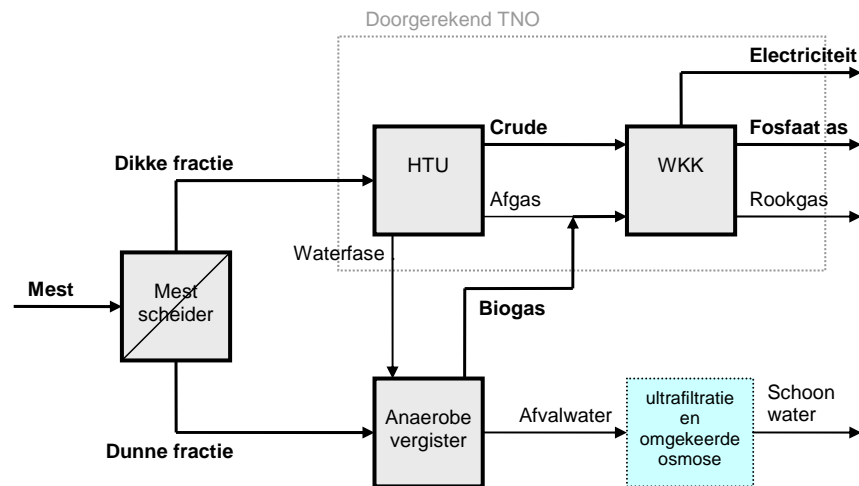 Doorgerekend TNO
Electriciteit
Crude
Fosfaat as
Dikke fractie
HTU
WKK
Afgas
Rookgas
Waterfase .
Mest
Mest
scheider
Biogas
Anaerobe
vergister
Afvalwater
ultrafiltratie
en
omgekeerde
osmose
Schoon
water
Dunne fractie